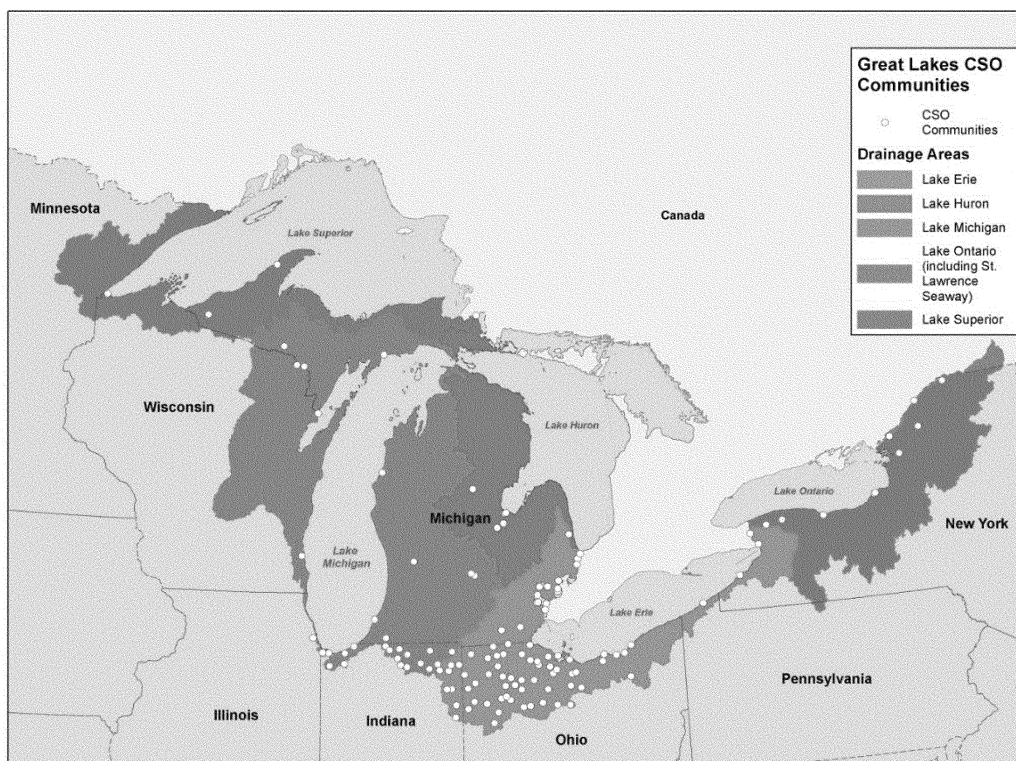 Great Lakes CSO
Communities
CSO
Communities
Drainage Areas
Lake Erie
Lake Huron
Lake Michigan
Lake Ontario
(including St.
Lawrence
Seaway)
Lake Superior
Minnesota
Canada
Lake Superior
Wisconsin
Lake Huron
Lake Ontario
Michigan
New York
Lake
Michigan
Lake Erie
Pennsylvania
Illinois
Indiana
Ohio